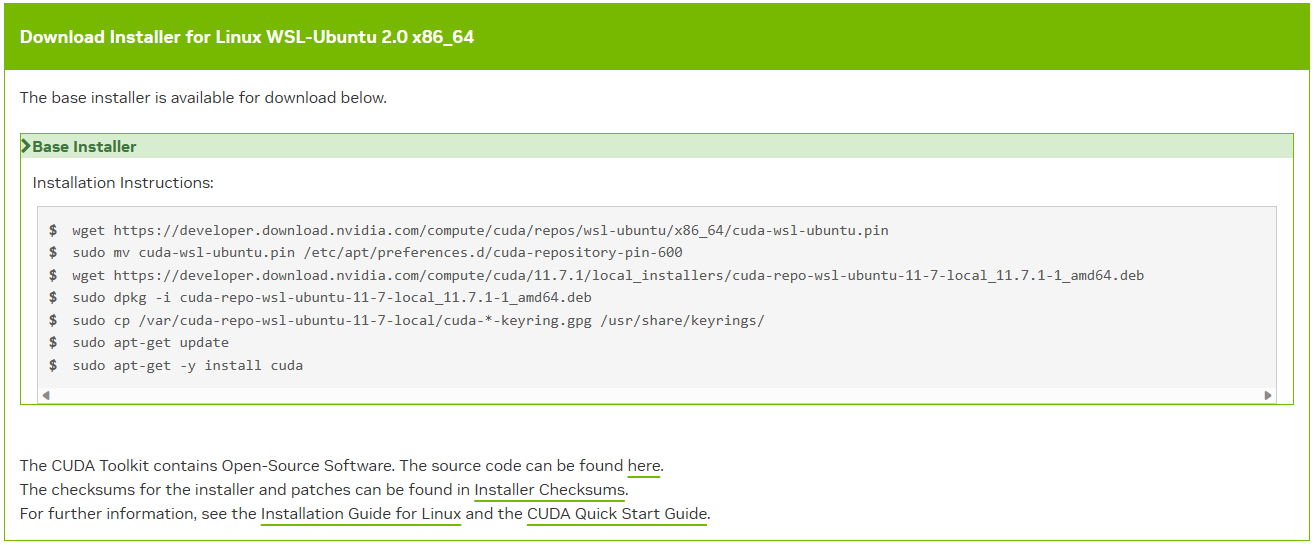 Download Installer for Linux WSL-Ubuntu 2.0 x86_64
The base installer is available for download below.
Base Installer
Installation Instructions:
$ wget https://developer.download.nvidia.com/compute/cuda/repos/wsl-ubuntu/x86_64/cuda-wsl-ubuntu.pin
$ sudo mv cuda-wsl-ubuntu.pin /etc/apt/preferences.d/cuda-repository-pin-600
$ wget https://developer.download.nvidia.com/compute/cuda/11.7.1/local_installers/cuda-repo-wsl-ubuntu-11-7-local_11.7.1-1_amd64.deb
$ sudo dpkg -i cuda-repo-wsl-ubuntu-11-7-local_11.7.1-1_amd64.deb
$ sudo cp /var/cuda-repo-wsl-ubuntu-11-7-local/cuda-*-keyring.gpg /usr/share/keyrings/
$ sudo apt-get update
$ sudo apt-get -y install cuda
The CUDA Toolkit contains Open-Source Software. The source code can be found here.
The checksums for the installer and patches can be found in Installer Checksums.
For further information, see the Installation Guide for Linux and the CUDA Quick Start Guide.